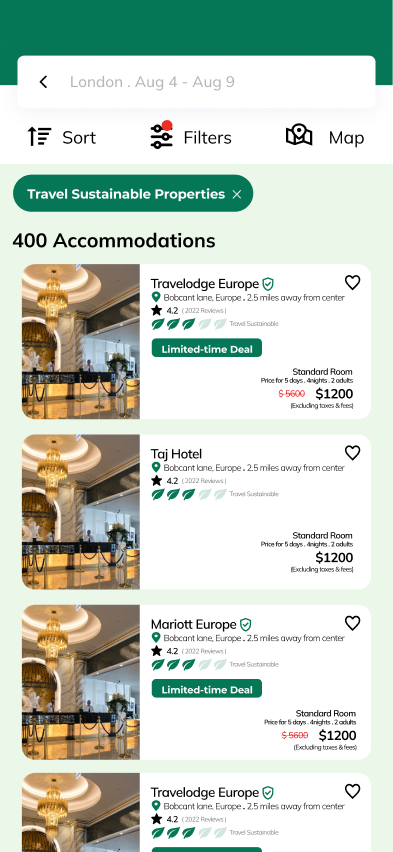 London . Aug 4 - Aug 9
Sort
Filters
Map
Travel Sustainable Properties ×
400 Accommodations
Travelodge Europe
Bobcant lane, Europe . 2.5 miles away from center
4.2 (2022 Reviews)
Travel Sustainable
Limited-time Deal
Standard Room
Price for 5 days . 4nights . 2 adults
$ 5600 $1200
(Excluding taxes & fees)
Taj Hotel
Bobcant lane, Europe . 2.5 miles away from center
4.2 (2022 Reviews)
Travel Sustainable
Standard Room
Price for 5 days . 4nights . 2 adults
$1200
(Excluding taxes & fees)
Mariott Europe
Bobcant lane, Europe . 2.5 miles away from center
4.2 (2022 Reviews)
Travel Sustainable
Limited-time Deal
Standard Room
Price for 5 days . 4nights . 2 adults
$ 5600 $1200
(Excluding taxes & fees)
Travelodge Europe
Bobcant lane, Europe . 2.5 miles away from center
4.2 (2022 Reviews)
Travel Sustainable